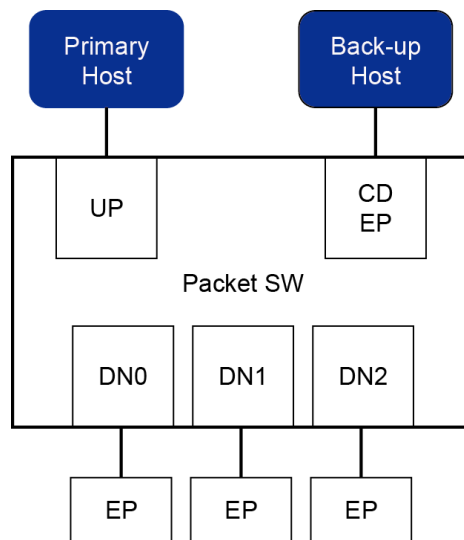 Primary
Host
Back-up
Host
UP
CD
EP
Packet SW
DN0
DN1
DN2
EP
EP
EP